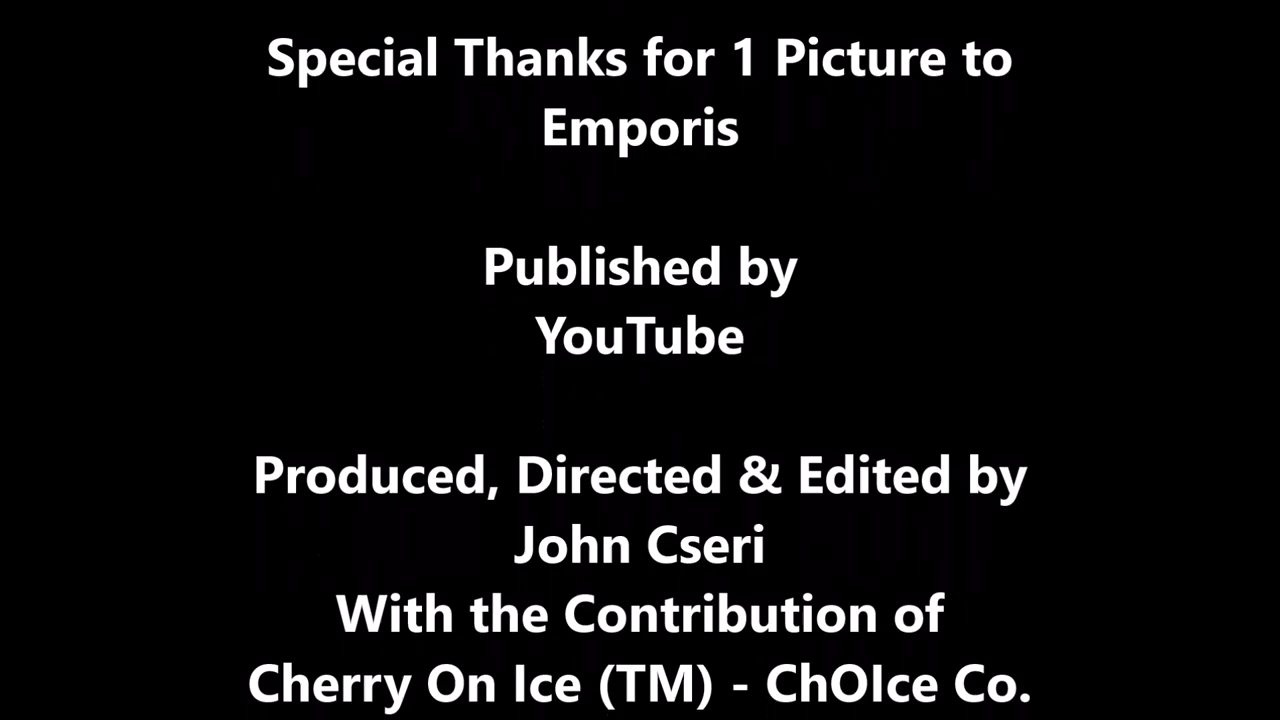 Special Thanks for 1 Picture to
Emporis
Published by
YouTube
Produced, Directed & Edited by
John Cseri
With the Contribution of
Cherry On Ice (TM) - ChOIce Co.